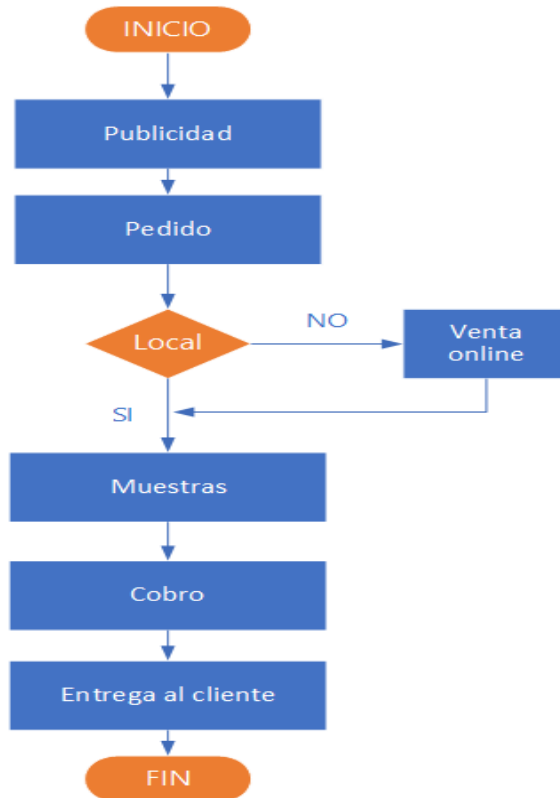 INICIO
Publicidad
Pedido
Local
NO
Venta
online
SI
Muestras
Cobro
Entrega al cliente
FIN